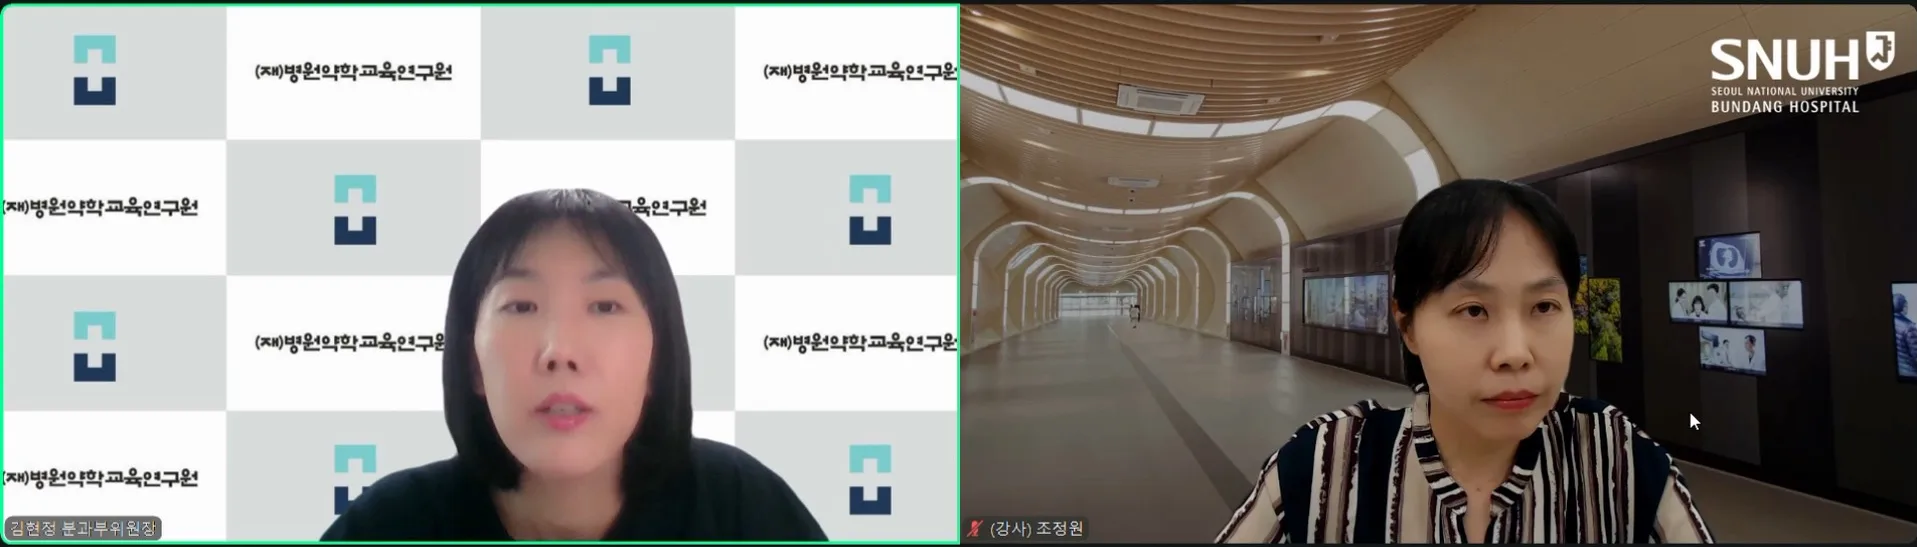 (재)병원약학교육연구원
(재)병원약학교육연구원
(재)병원약학교육연구원
육연구원
(재)병원약학교육연구
(재)병원약학교육연구원
(재)병원약학교육연구원
김현정 분과부위원장
SNUH
SEOUL NATIONAL UNIVERSITY
BUNDANG HOSPITAL
(강사) 조정원